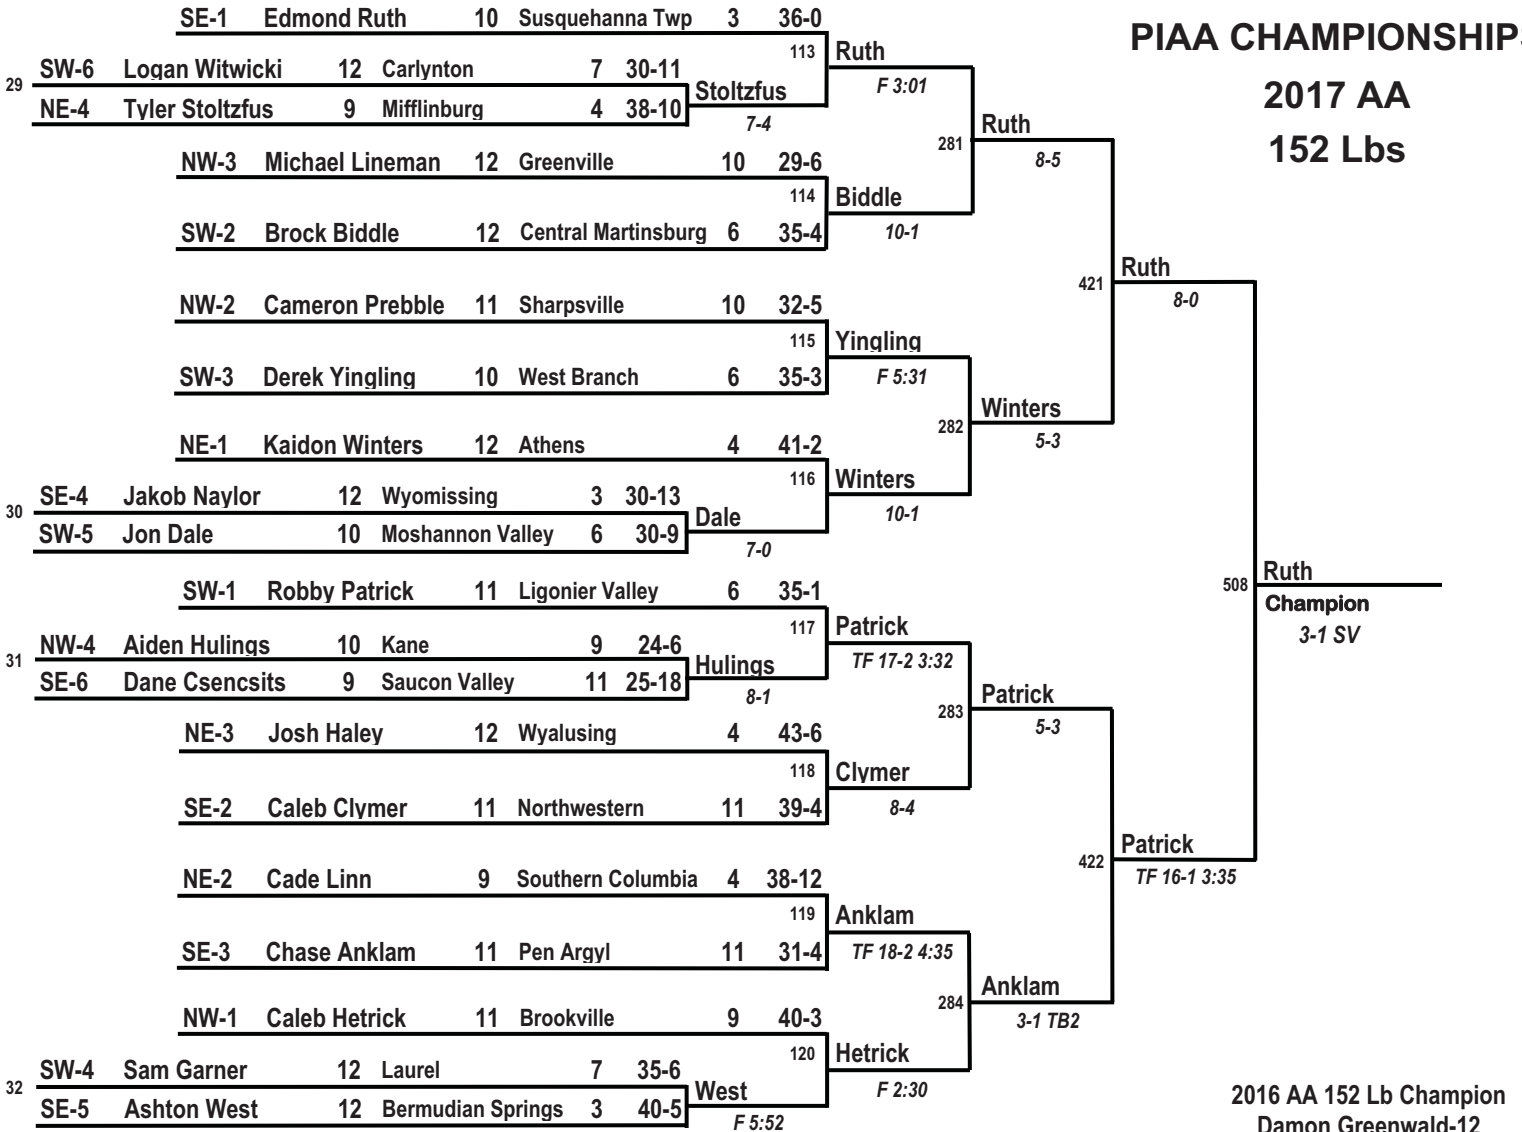 SE-1 Edmond Ruth 10 Susquehanna Twp 3 36-0
PIAA CHAMPIONSHIPS
2017 AA
152 Lbs
113 Ruth
F 3:01
29 SW-6 Logan Witwicki 12 Carlynton 7 30-11
NE-4 Tyler Stoltzfus 9 Mifflinburg 4 38-10
Stoltzfus
7-4
281 Ruth
8-5
NW-3 Michael Lineman 12 Greenville 10 29-6
114 Biddle
10-1
SW-2 Brock Biddle 12 Central Martinsburg 6 35-4
421 Ruth
8-0
NW-2 Cameron Prebble 11 Sharpsville 10 32-5
115 Yingling
F 5:31
SW-3 Derek Yingling 10 West Branch 6 35-3
282 Winters
5-3
NE-1 Kaidon Winters 12 Athens 4 41-2
116 Winters
10-1
30 SE-4 Jakob Naylor 12 Wyomissing 3 30-13
SW-5 Jon Dale 10 Moshannon Valley 6 30-9
Dale
7-0
508 Ruth
Champion
3-1 SV
SW-1 Robby Patrick 11 Ligonier Valley 6 35-1
117 Patrick
TF 17-2 3:32
31 NW-4 Aiden Hulings 10 Kane 9 24-6
SE-6 Dane Csencsits 9 Saucon Valley 11 25-18
Hulings
8-1
283 Patrick
5-3
NE-3 Josh Haley 12 Wyalusing 4 43-6
118 Clymer
8-4
SE-2 Caleb Clymer 11 Northwestern 11 39-4
422 Patrick
TF 16-1 3:35
NE-2 Cade Linn 9 Southern Columbia 4 38-12
119 Anklam
TF 18-2 4:35
SE-3 Chase Anklam 11 Pen Argyl 11 31-4
284 Anklam
3-1 TB2
NW-1 Caleb Hetrick 11 Brookville 9 40-3
120 Hetrick
F 2:30
32 SW-4 Sam Garner 12 Laurel 7 35-6
SE-5 Ashton West 12 Bermudian Springs 3 40-5
West
F 5:52
2016 AA 152 Lb Champion
Damon Greenwald-12